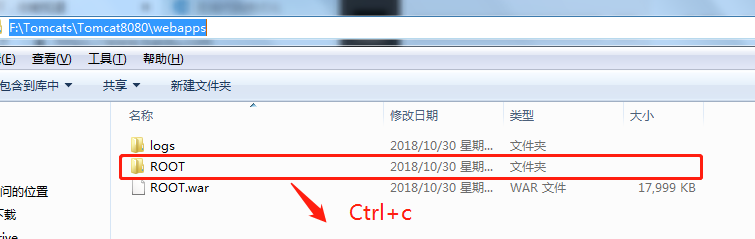 F:\Tomcats\Tomcat8080\webapps
(E) 查看(V) 工具(T) 帮助(H)
包含到库中 共享 新建文件夹
名称 修改日期 类型 大小
logs 2018/10/30 星期... 文件夹
ROOT 2018/10/30 星期... 文件夹
ROOT.war 2018/10/30 星期... WAR 文件 17,999 KB
问的位置
Ctrl+c
下载
rive